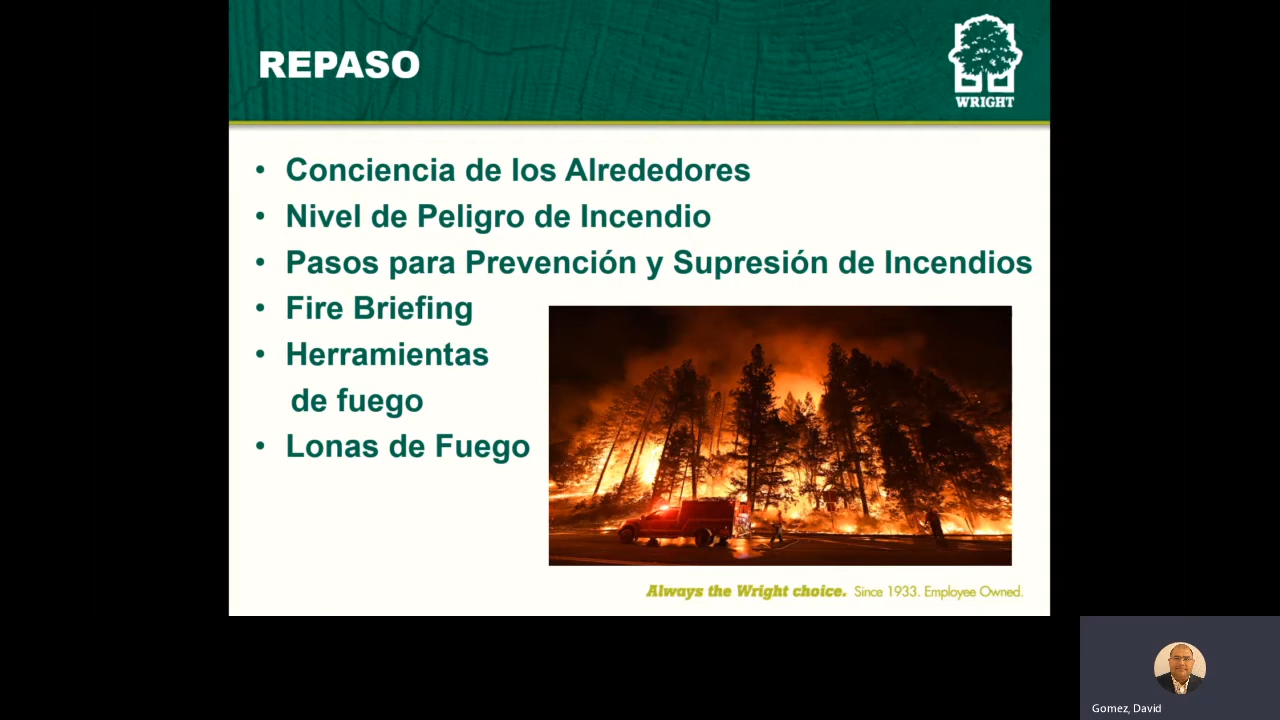 REPASO
WRIGHT
• Conciencia de los Alrededores
• Nivel de Peligro de Incendio
• Pasos para Prevención y Supresión de Incendios
• Fire Briefing
• Herramientas
de fuego
• Lonas de Fuego
Always the Wright choice. Since 1933. Employee Owned.
Gomez, David